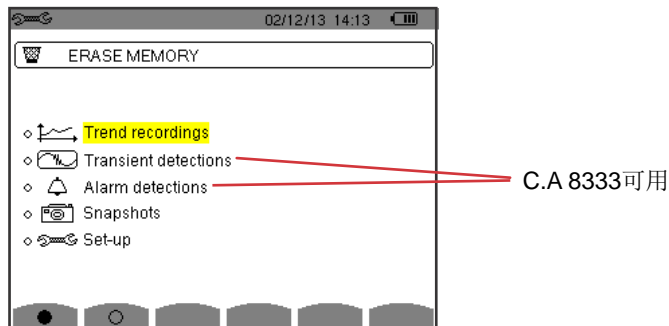 02/12/13 14:13
ERASE MEMORY
Trend recordings
Transient detections
Alarm detections
Snapshots
Set-up
C.A 8333可用